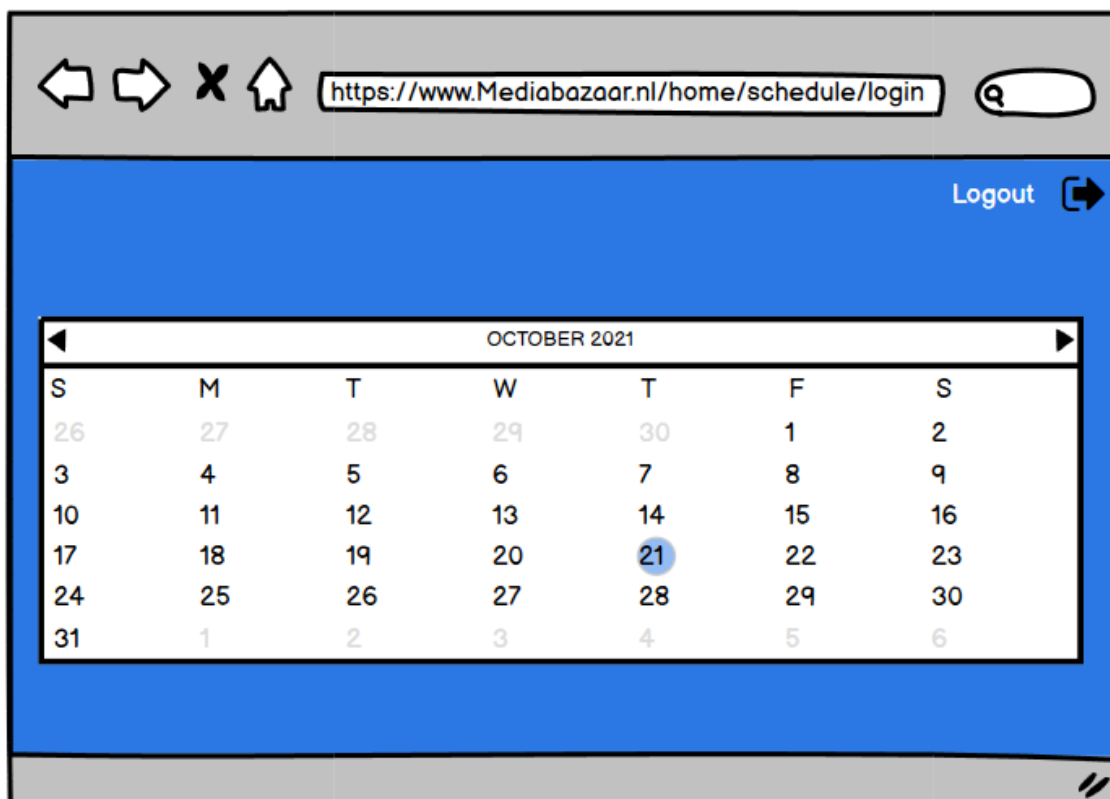 https://www.Mediabazaar.nl/home/schedule/login
Logout
OCTOBER 2021
S M T W T F S
26 27 28 29 30 1 2
3 4 5 6 7 8 9
10 11 12 13 14 15 16
17 18 19 20 21 22 23
24 25 26 27 28 29 30
31 1 2 3 4 5 6